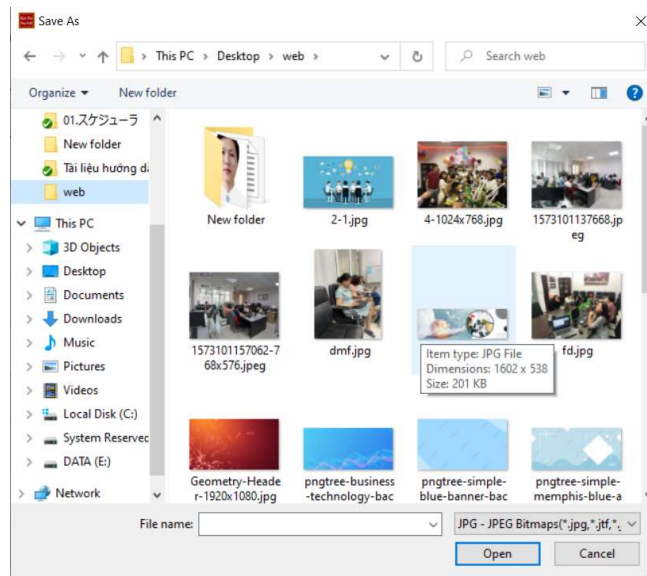 Save As
This PC > Desktop > web >
Search web
Organize
New folder
01.スケジューラ
New folder
Tài liệu hướng d
web
This PC
3D Objects
Desktop
Documents
Downloads
Music
Pictures
Videos
Local Disk (C:)
System Reservec
DATA (E:)
Network
New folder
2-1.jpg
4-1024x768.jpg
1573101137668.jp
eg
1573101157062-7
68x576.jpeg
dmf.jpg
Item type: JPG File
Dimensions: 1602 x 538
Size: 201 KB
fd.jpg
Geometry-Heade
r-1920x1080.jpg
pngtree-business
-technology-bac
pngtree-simple-
blue-banner-bac
pngtree-simple-
memphis-blue-a
File name:
JPG - JPEG Bitmaps(*.jpg,*.jtf,*.
Open
Cancel